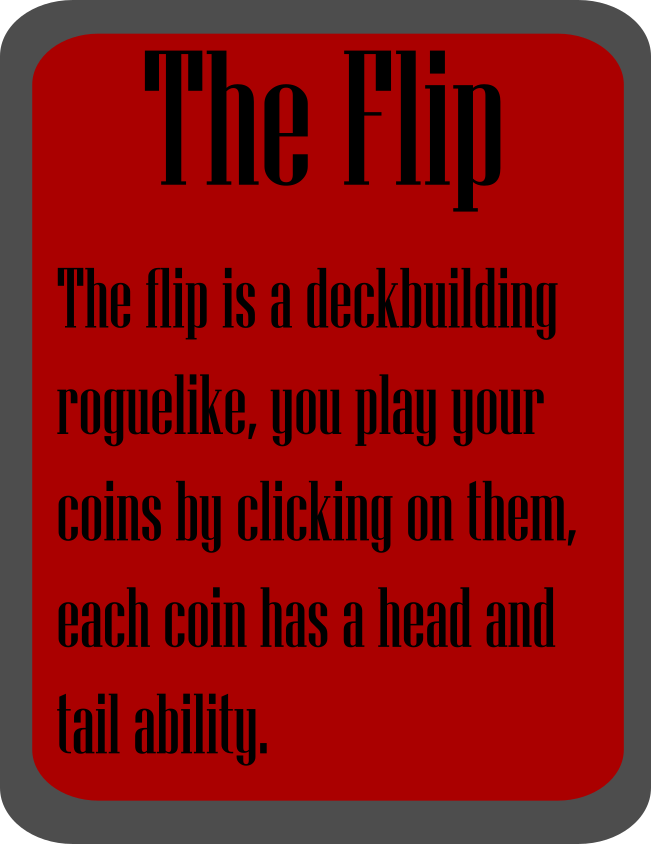 The Flip
The flip is a deckbuilding
roguelike, you play your
coins by clicking on them,
each coin has a head and
tail ability.